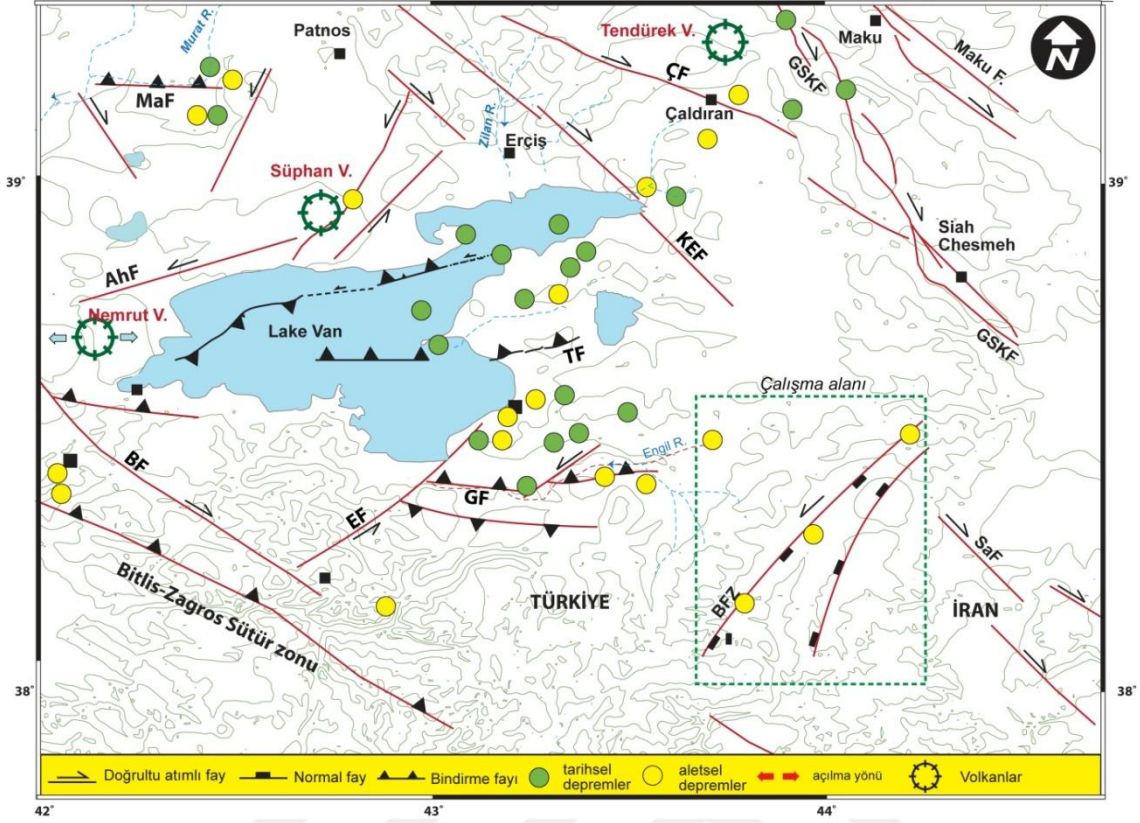 Murat R.
Patnos
Tendürek V.
Maku
Maku F.
N
MaF
ÇF
GSKF
Zilan R.
Çaldıran
Erçiş
39°
39°
Süphan V.
Siah
Chesmeh
KEF
AhF
Nemrut V.
Lake Van
GSKF
TF
Çalışma alanı
Engil R.
BF
GF
EF
SaF
BFZ
TÜRKİYE
İRAN
Bitlis-Zagros Sütür zonu
38°
38°
Doğrultu atımlı fay
Normal fay
Bindirme fayı
tarihsel
depremler
aletsel
depremler
açılma yönü
Volkanlar
42°
43°
44°